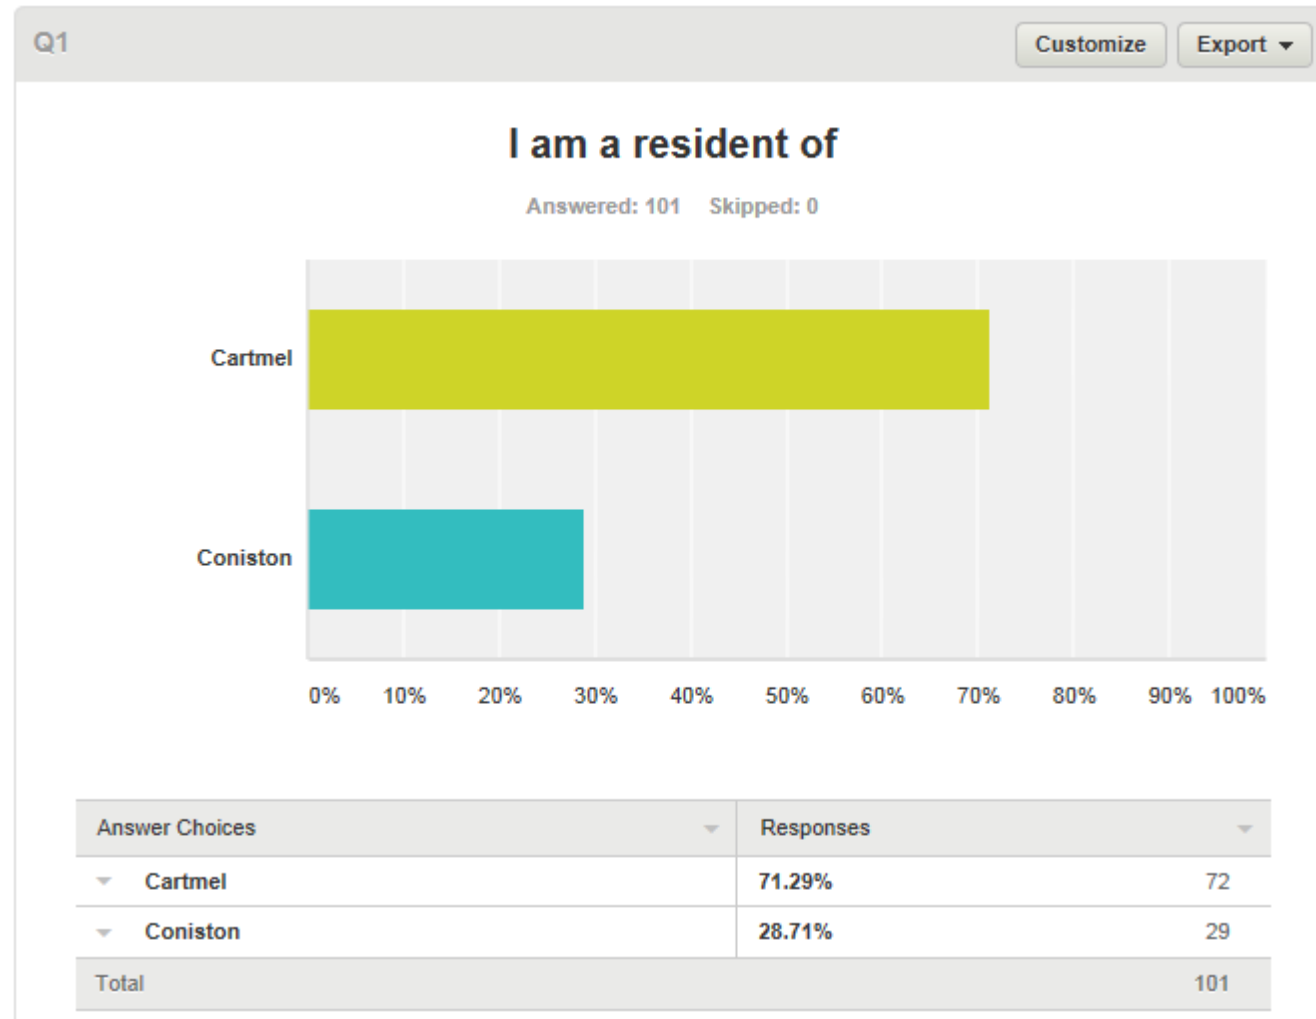 Q1 Customize Export
I am a resident of
Answered: 101 Skipped: 0
Cartmel
Coniston
0% 10% 20% 30% 40% 50% 60% 70% 80% 90% 100%
Answer Choices Responses
Cartmel 71.29% 72
Coniston 28.71% 29
Total 101